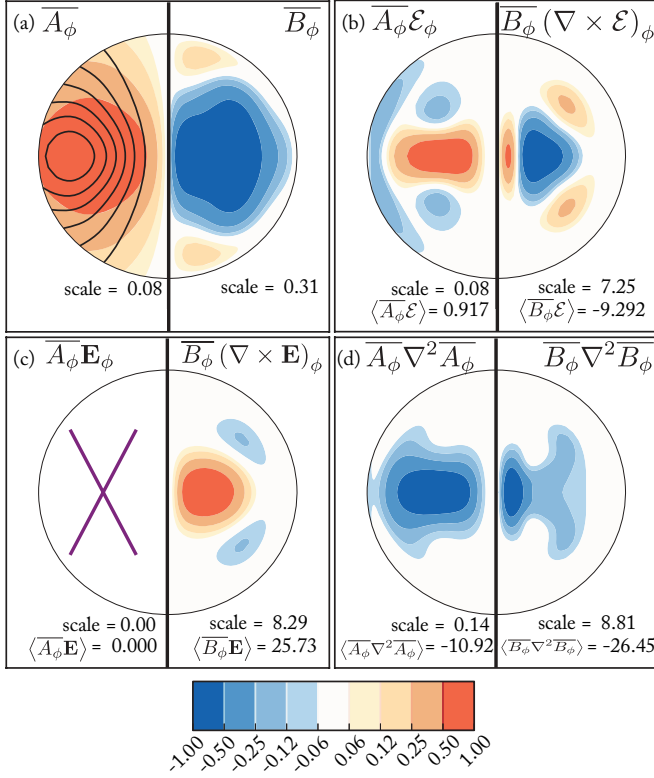 (a) $\overline{A_\phi}$ $\overline{B_\phi}$
scale = 0.08 scale = 0.31
(b) $\overline{A_\phi}\mathcal{E}_\phi$ $\overline{B_\phi}(\nabla \times \mathcal{E})_\phi$
scale = 0.08 scale = 7.25
$\langle \overline{A_\phi}\mathcal{E} \rangle$ = 0.917 $\langle \overline{B_\phi}\mathcal{E} \rangle$ = -9.292
(c) $\overline{A_\phi}\mathbf{E}_\phi$ $\overline{B_\phi}(\nabla \times \mathbf{E})_\phi$
scale = 0.00 scale = 8.29
$\langle \overline{A_\phi}\mathbf{E} \rangle$ = 0.000 $\langle \overline{B_\phi}\mathbf{E} \rangle$ = 25.73
(d) $\overline{A_\phi}\nabla^2\overline{A_\phi}$ $\overline{B_\phi}\nabla^2\overline{B_\phi}$
scale = 0.14 scale = 8.81
$\langle \overline{A_\phi}\nabla^2\overline{A_\phi} \rangle$ = -10.92 $\langle \overline{B_\phi}\nabla^2\overline{B_\phi} \rangle$ = -26.45
-1.00 -0.50 -0.25 -0.12 -0.06 0.06 0.12 0.25 0.50 1.00